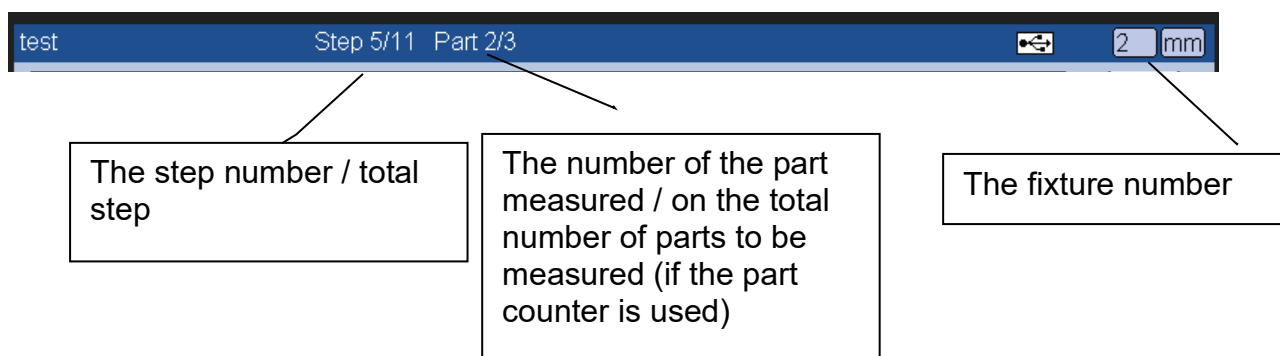 test Step 5/11 Part 2/3 2 mm
The step number / total
step
The number of the part
measured / on the total
number of parts to be
measured (if the part
counter is used)
The fixture number